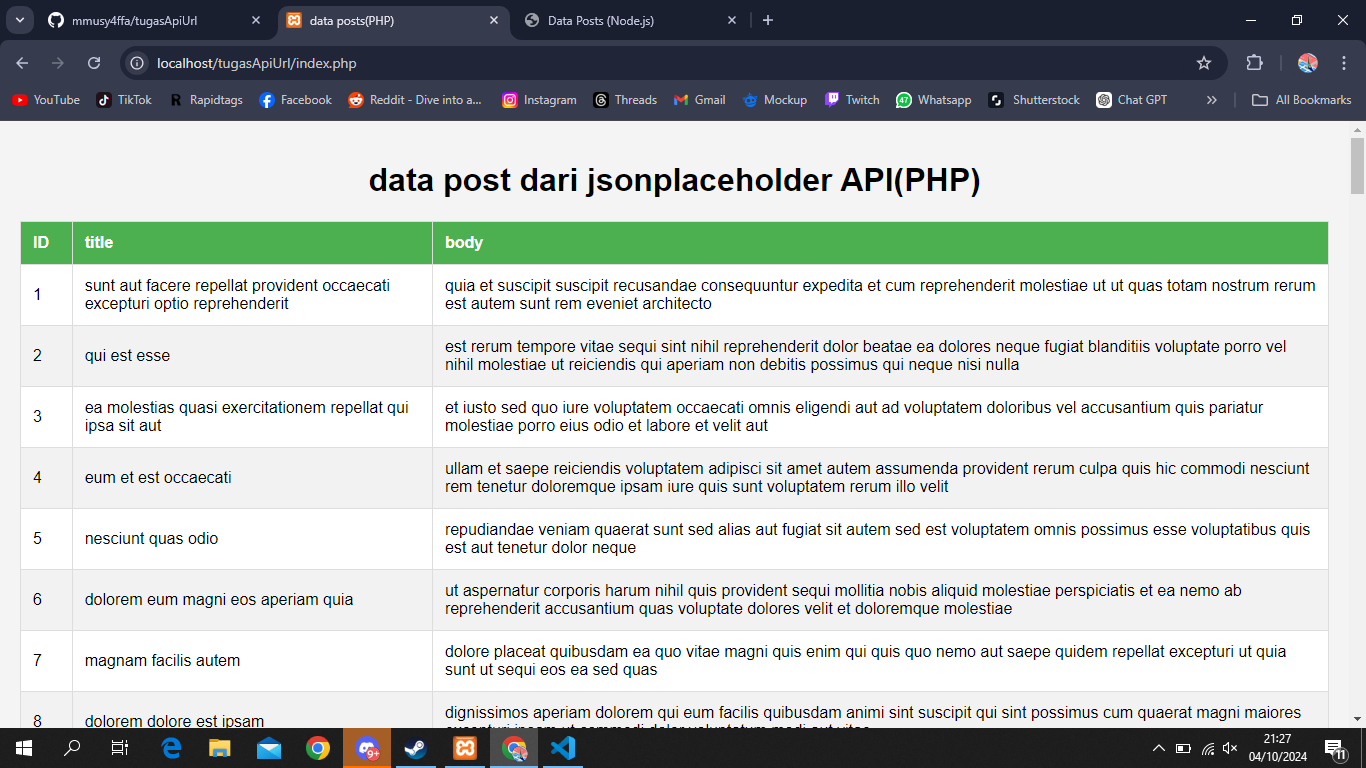 mmusy4ffa/tugasApiUrl
data posts(PHP)
Data Posts (Node.js)
localhost/tugasApiUrl/index.php
YouTube
TikTok
Rapidtags
Facebook
Reddit - Dive into a...
Instagram
Threads
Gmail
Mockup
Twitch
47
Whatsapp
Shutterstock
Chat GPT
All Bookmarks
data post dari jsonplaceholder API(PHP)
ID title body
1
sunt aut facere repellat provident occaecati
excepturi optio reprehenderit
quia et suscipit suscipit recusandae consequuntur expedita et cum reprehenderit molestiae ut ut quas totam nostrum rerum
est autem sunt rem eveniet architecto
2
qui est esse
est rerum tempore vitae sequi sint nihil reprehenderit dolor beatae ea dolores neque fugiat blanditiis voluptate porro vel
nihil molestiae ut reiciendis qui aperiam non debitis possimus qui neque nisi nulla
3
ea molestias quasi exercitationem repellat qui
ipsa sit aut
et iusto sed quo iure voluptatem occaecati omnis eligendi aut ad voluptatem doloribus vel accusantium quis pariatur
molestiae porro eius odio et labore et velit aut
4
eum et est occaecati
ullam et saepe reiciendis voluptatem adipisci sit amet autem assumenda provident rerum culpa quis hic commodi nesciunt
rem tenetur doloremque ipsam iure quis sunt voluptatem rerum illo velit
5
nesciunt quas odio
repudiandae veniam quaerat sunt sed alias aut fugiat sit autem sed est voluptatem omnis possimus esse voluptatibus quis
est aut tenetur dolor neque
6
dolorem eum magni eos aperiam quia
ut aspernatur corporis harum nihil quis provident sequi mollitia nobis aliquid molestiae perspiciatis et ea nemo ab
reprehenderit accusantium quas voluptate dolores velit et doloremque molestiae
7
magnam facilis autem
dolore placeat quibusdam ea quo vitae magni quis enim qui quis quo nemo aut saepe quidem repellat excepturi ut quia
sunt ut sequi eos ea sed quas
8
dolorem dolore est ipsam
dignissimos aperiam dolorem qui eum facilis quibusdam animi sint suscipit qui sint possimus cum quaerat magni maiores
9+
21:27
04/10/2024
11